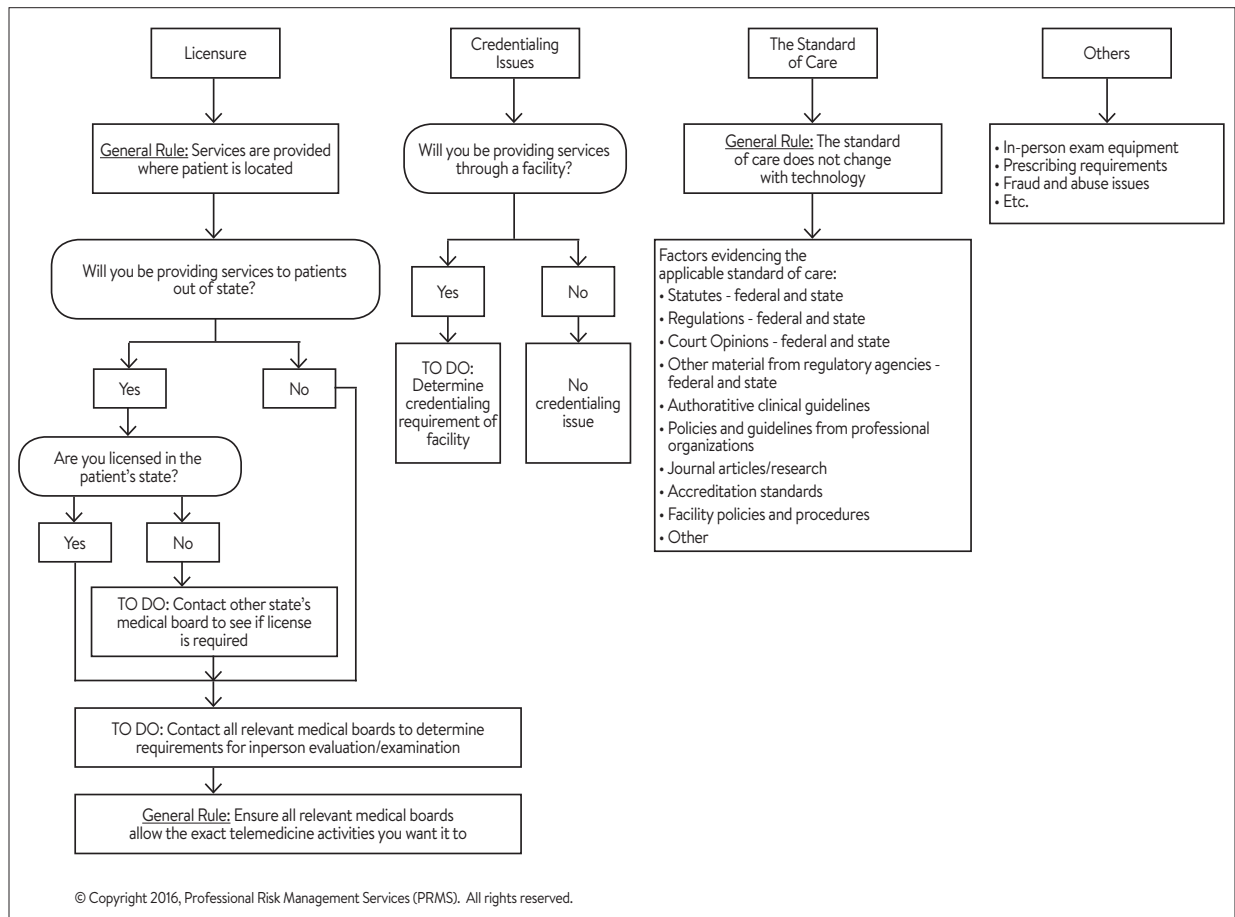 Licensure
General Rule: Services are provided
where patient is located
Will you be providing services to patients
out of state?
Yes
No
Are you licensed in the
patient's state?
Yes
No
TO DO: Contact other state's
medical board to see if license
is required
TO DO: Contact all relevant medical boards to determine
requirements for inperson evaluation/examination
General Rule: Ensure all relevant medical boards
allow the exact telemedicine activities you want it to
Credentialing
Issues
Will you be providing services
through a facility?
Yes
No
TO DO:
Determine
credentialing
requirement of
facility
No
credentialing
issue
The Standard
of Care
General Rule: The standard
of care does not change
with technology
Factors evidencing the
applicable standard of care:
• Statutes - federal and state
• Regulations - federal and state
• Court Opinions - federal and state
• Other material from regulatory agencies -
federal and state
• Authoratitive clinical guidelines
• Policies and guidelines from professional
organizations
• Journal articles/research
• Accreditation standards
• Facility policies and procedures
• Other
Others
• In-person exam equipment
• Prescribing requirements
• Fraud and abuse issues
• Etc.
© Copyright 2016, Professional Risk Management Services (PRMS). All rights reserved.